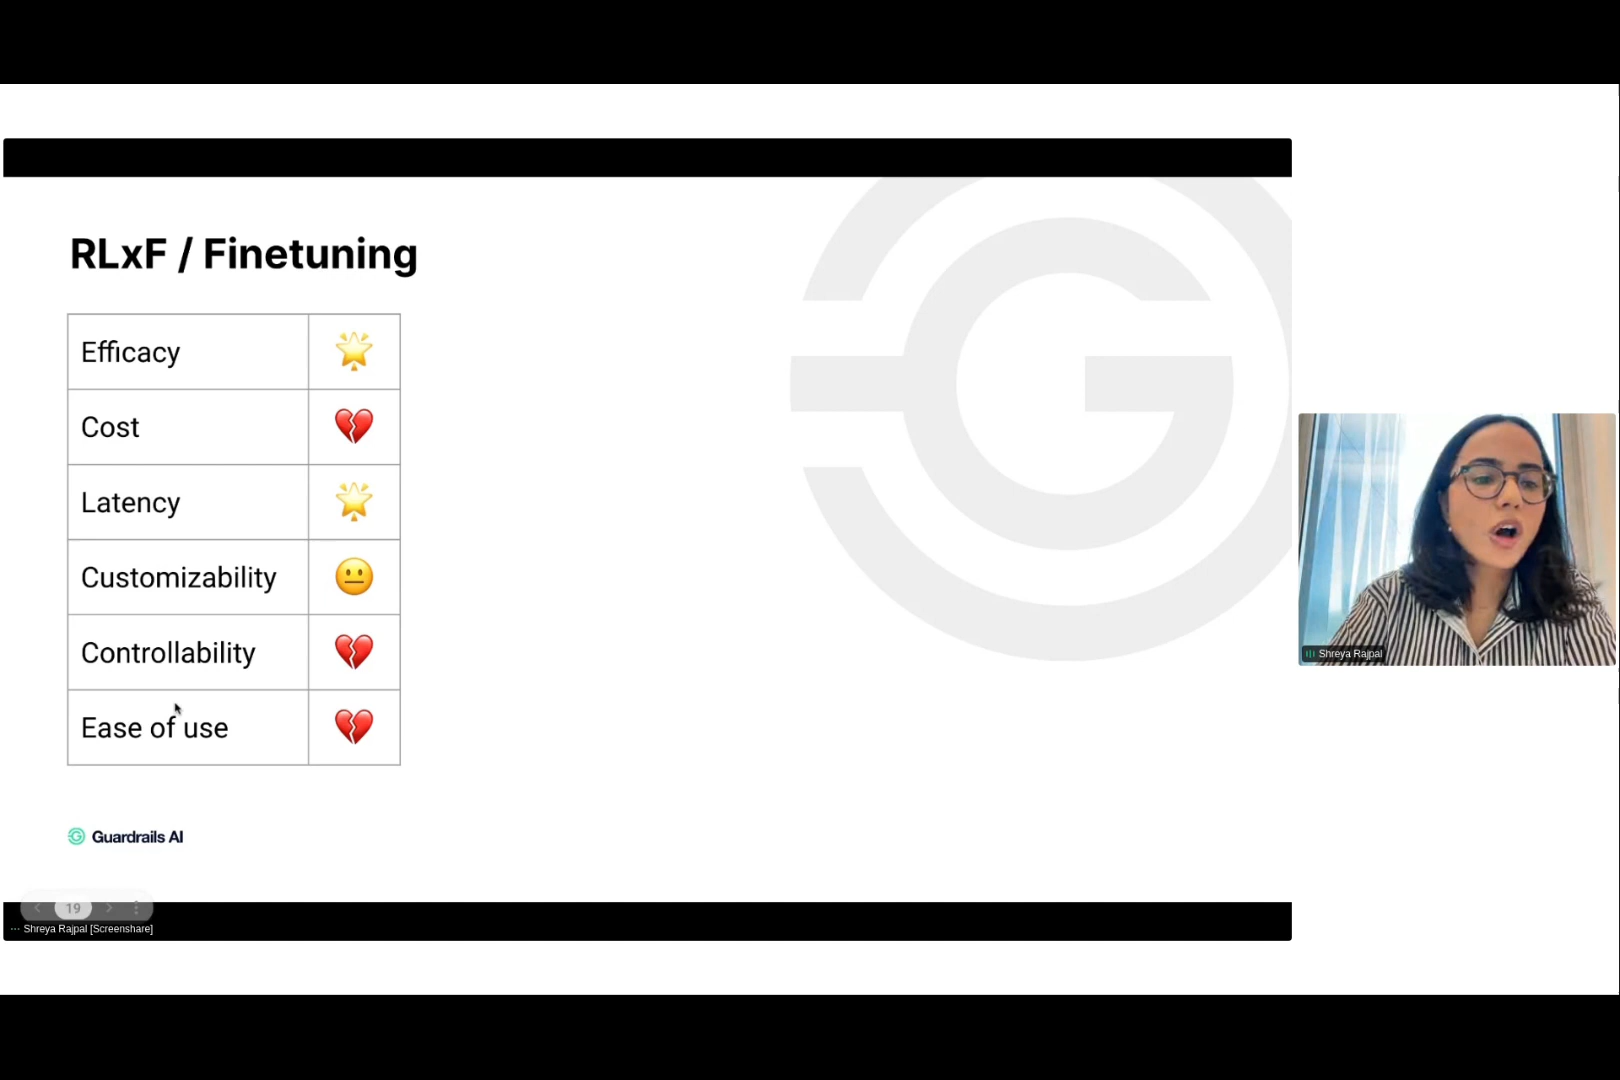 RLxF / Finetuning
Efficacy
Cost
Latency
Customizability
Controllability
Ease of use
Guardrails AI
19
Shreya Rajpal [Screenshare]
Shreya Rajpal